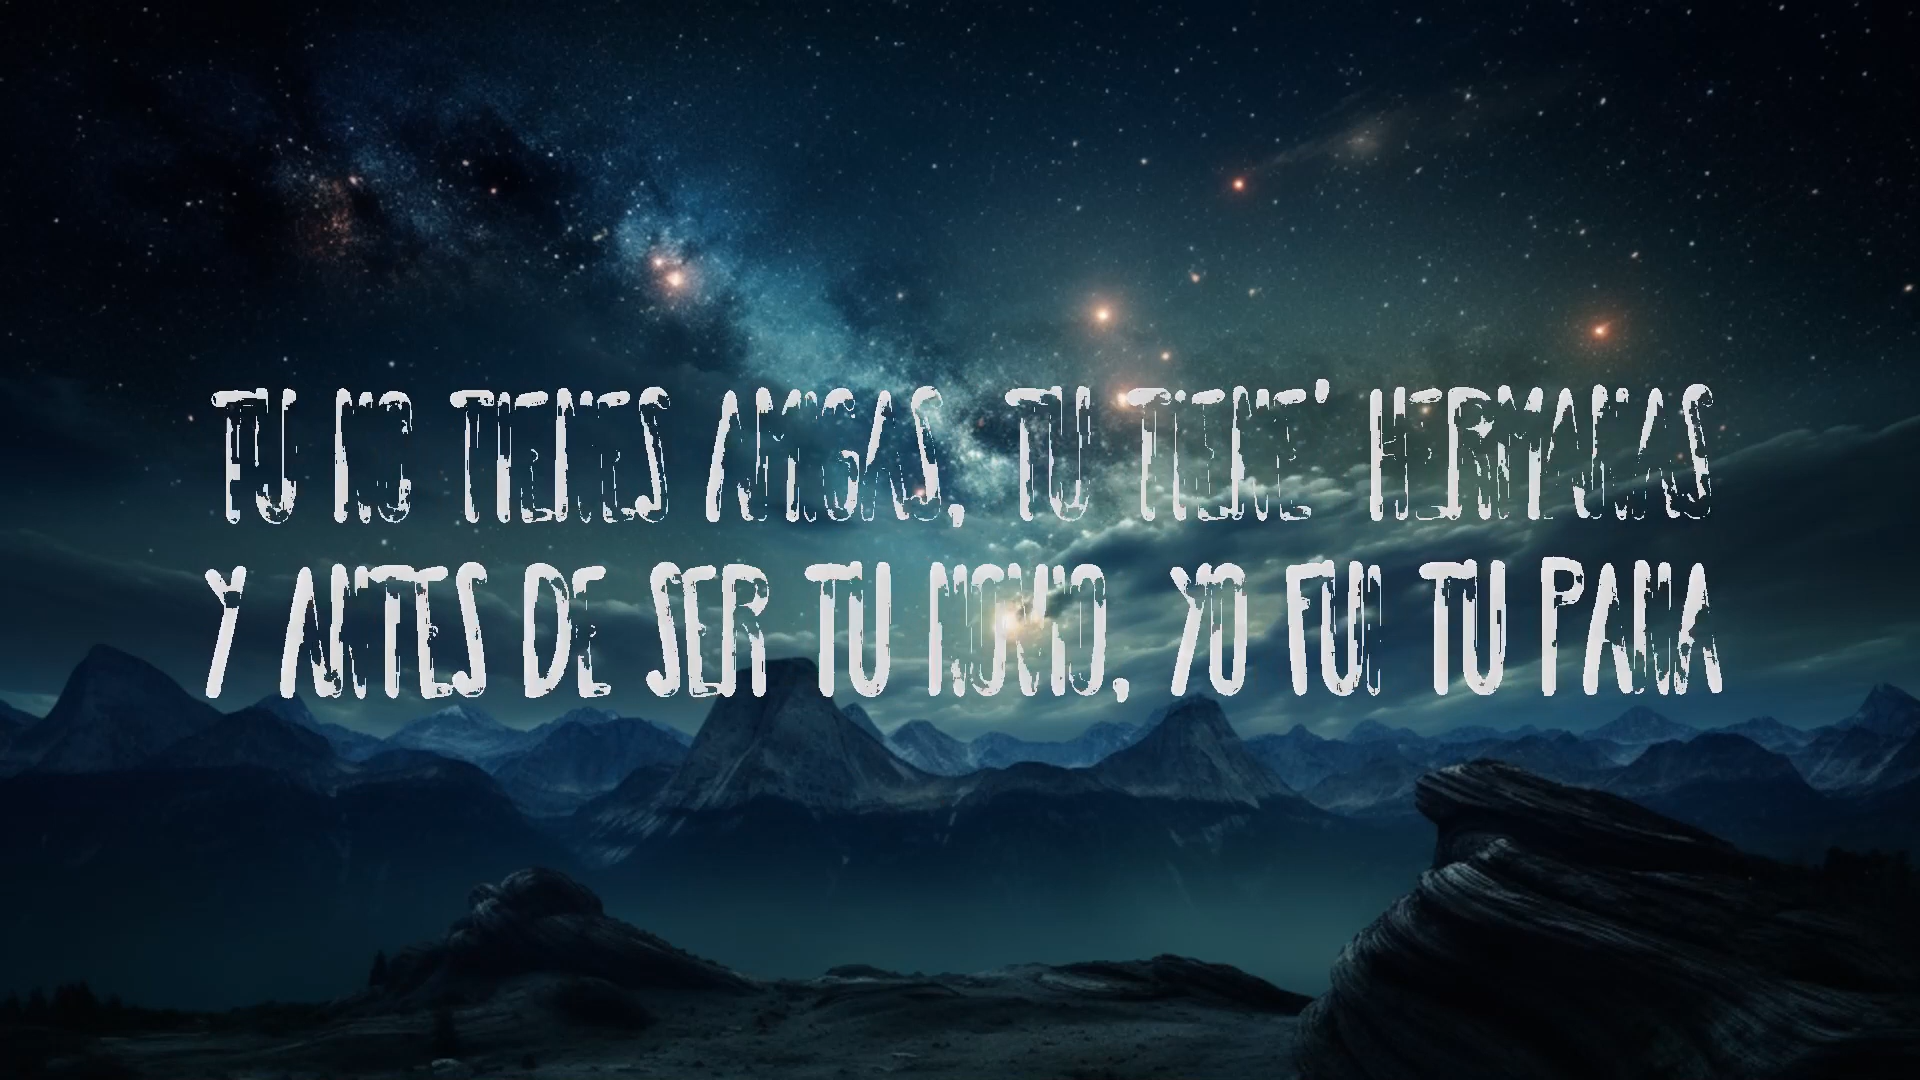 TU NO TIENES AMIGAS, TU TIENE' HERMANAS
Y ANTES DE SER TU NOVIO, YO FUI TU PANA